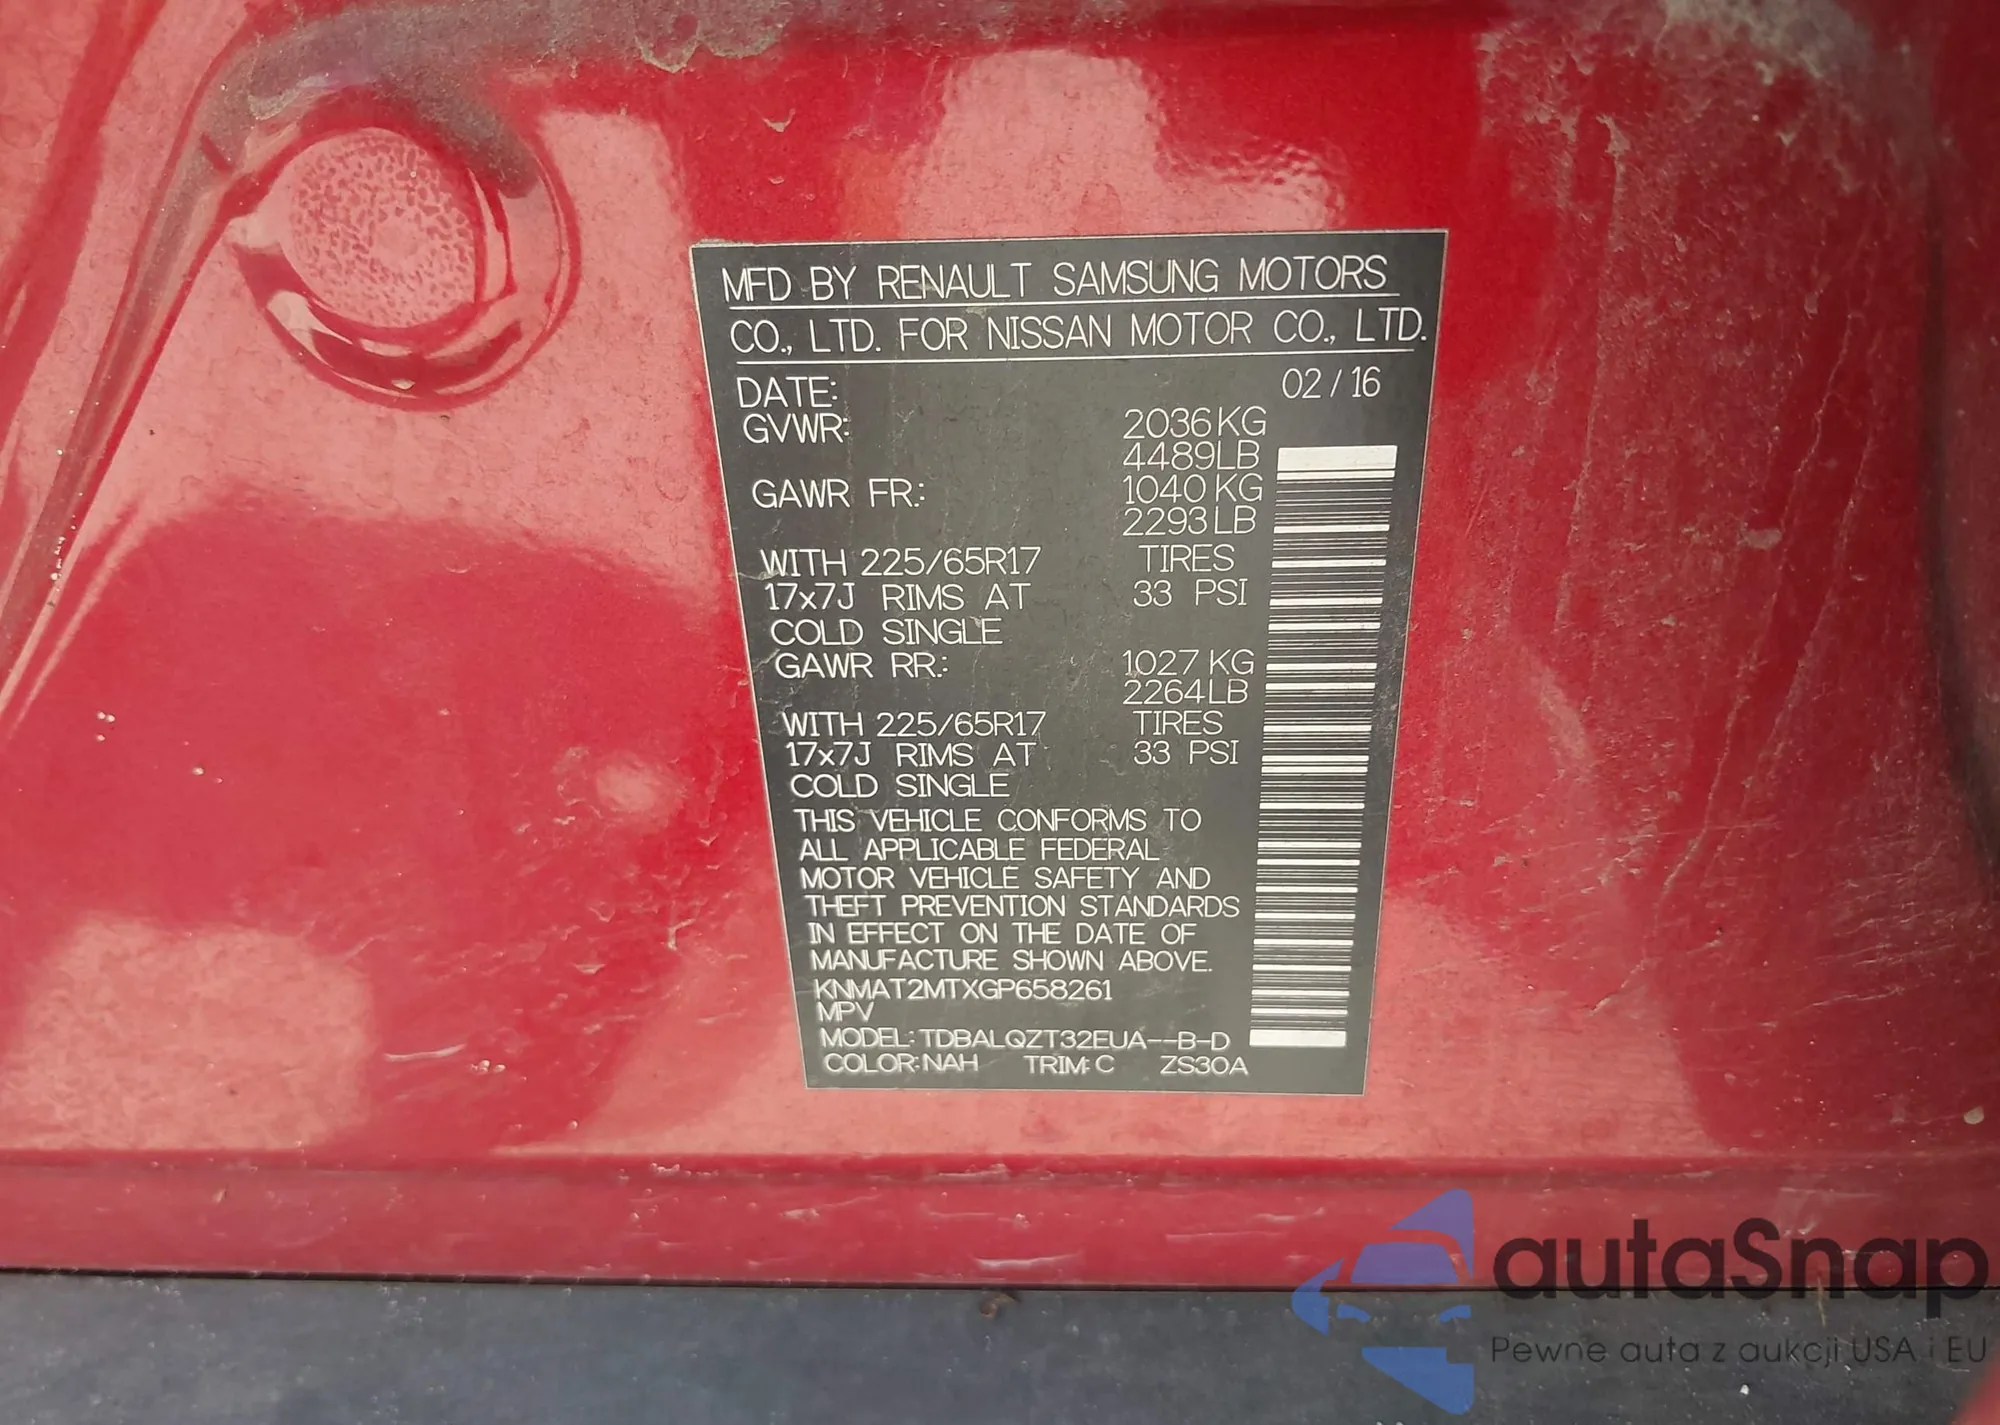 MFD BY RENAULT SAMSUNG MOTORS
CO., LTD. FOR NISSAN MOTOR CO., LTD.
DATE: 02 / 16
GVWR: 2036 KG
4489 LB
GAWR FR.: 1040 KG
2293 LB
WITH 225/65R17 TIRES
17x7J RIMS AT 33 PSI
COLD SINGLE
GAWR RR.: 1027 KG
2264 LB
WITH 225/65R17 TIRES
17x7J RIMS AT 33 PSI
COLD SINGLE
THIS VEHICLE CONFORMS TO
ALL APPLICABLE FEDERAL
MOTOR VEHICLE SAFETY AND
THEFT PREVENTION STANDARDS
IN EFFECT ON THE DATE OF
MANUFACTURE SHOWN ABOVE.
KNMAT2MTXGP658261
MPV
MODEL: TDBALQZT32EUA--B-D
COLOR: NAH TRIM: C ZS30A
autaSnap
Pewne auta z aukcji USA i EU